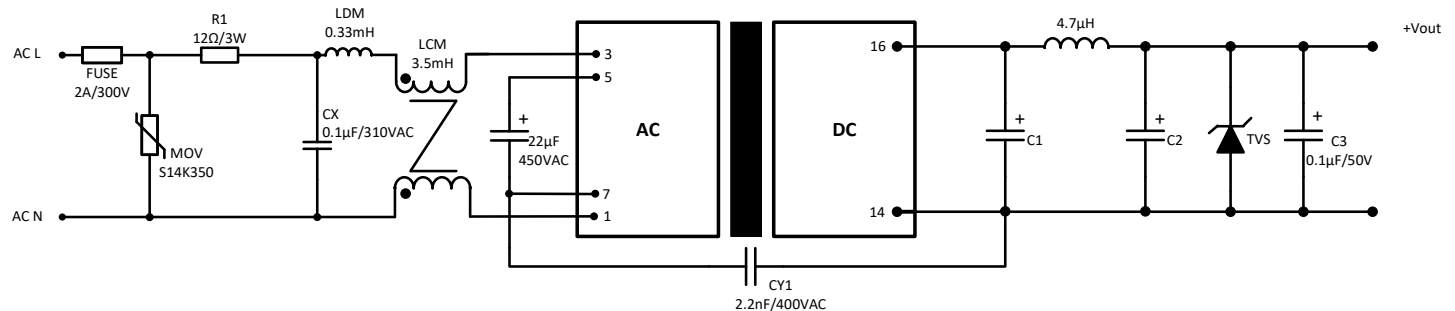 AC L
FUSE
2A/300V
R1
12Ω/3W
MOV
S14K350
LDM
0.33mH
CX
0.1µF/310VAC
LCM
3.5mH
+
22µF
450VAC
3
5
7
1
AC
DC
16
14
CY1
2.2nF/400VAC
4.7µH
+
C1
+
C2
TVS
+
C3
0.1µF/50V
+Vout
AC N